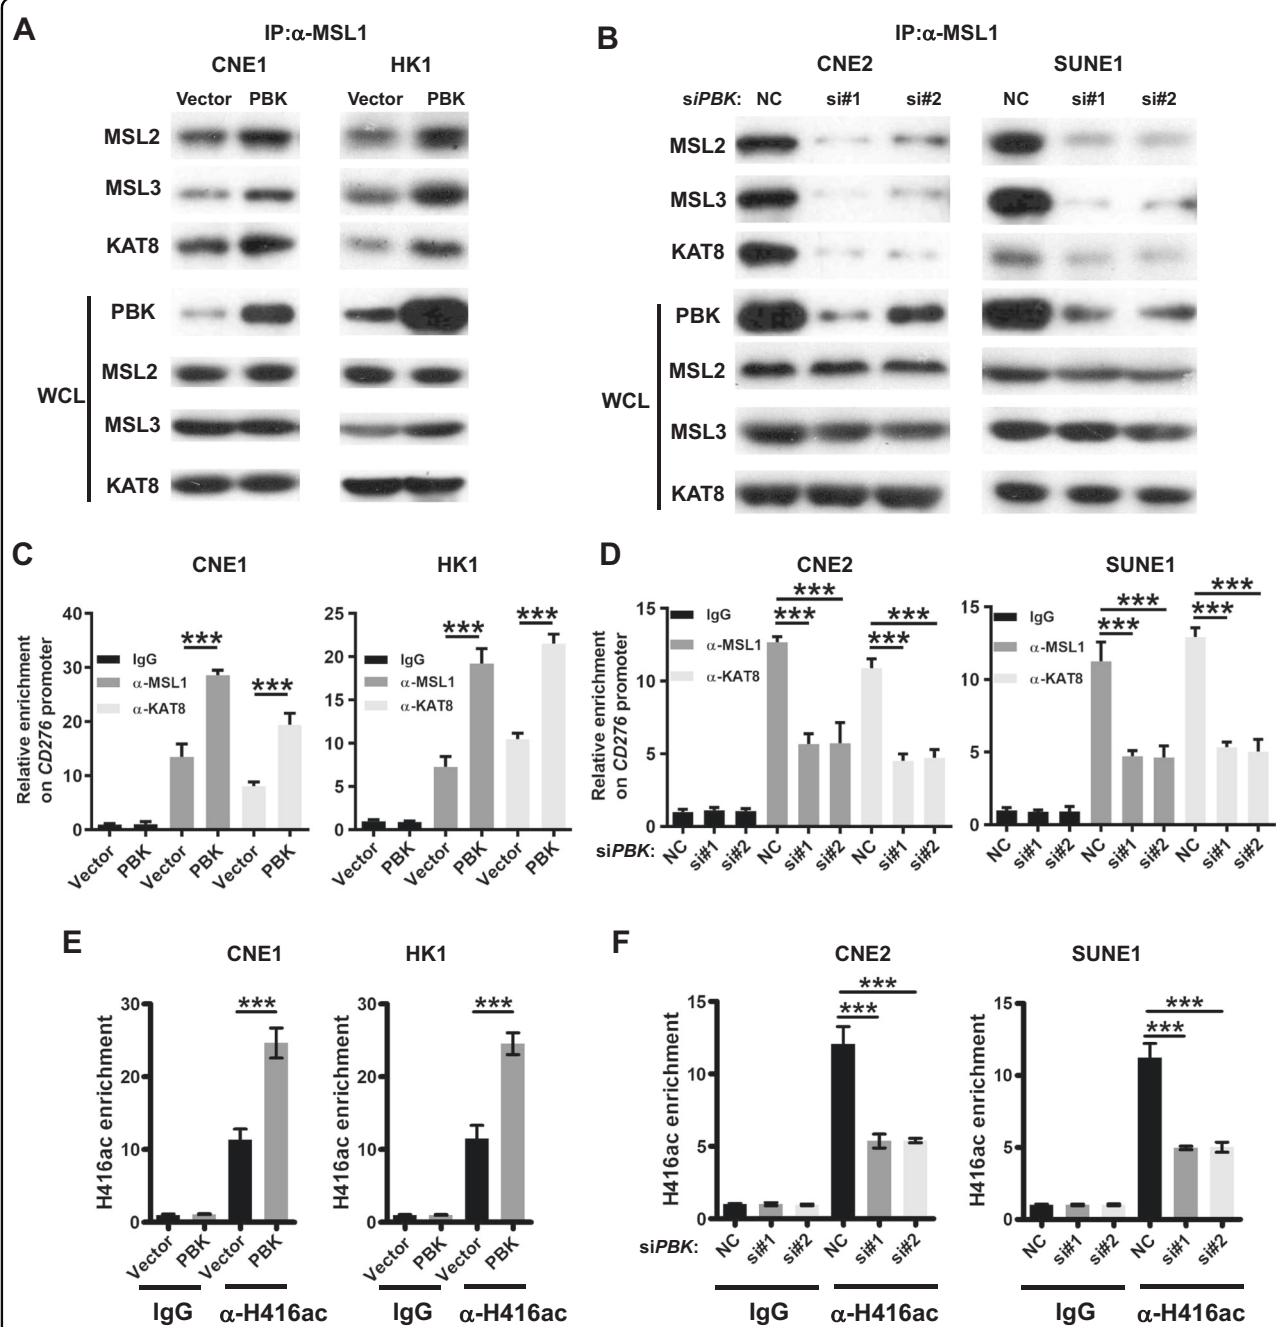 A
IP:α-MSL1
CNE1 HK1
Vector PBK Vector PBK
MSL2
MSL3
KAT8
PBK
MSL2
WCL
MSL3
KAT8
B
IP:α-MSL1
CNE2 SUNE1
siPBK: NC si#1 si#2 NC si#1 si#2
MSL2
MSL3
KAT8
PBK
MSL2
WCL
MSL3
KAT8
C
CNE1
Relative enrichment
on CD276 promoter
40
30
20
10
0
IgG
α-MSL1
α-KAT8
*** ***
Vector PBK Vector PBK Vector PBK
HK1
25
20
15
10
5
0
IgG
α-MSL1
α-KAT8
*** ***
Vector PBK Vector PBK Vector PBK
D
CNE2
Relative enrichment
on CD276 promoter
15
10
5
0
IgG
α-MSL1
α-KAT8
*** ***
*** ***
siPBK: NC si#1 si#2 NC si#1 si#2 NC si#1 si#2
SUNE1
15
10
5
0
IgG
α-MSL1
α-KAT8
*** ***
*** ***
NC si#1 si#2 NC si#1 si#2 NC si#1 si#2
E
CNE1
H416ac enrichment
30
20
10
0
***
Vector PBK Vector PBK
IgG α-H416ac
HK1
H416ac enrichment
30
20
10
0
***
Vector PBK Vector PBK
IgG α-H416ac
F
CNE2
H416ac enrichment
15
10
5
0
***
***
siPBK: NC si#1 si#2 NC si#1 si#2
IgG α-H416ac
SUNE1
H416ac enrichment
15
10
5
0
***
***
NC si#1 si#2 NC si#1 si#2
IgG α-H416ac